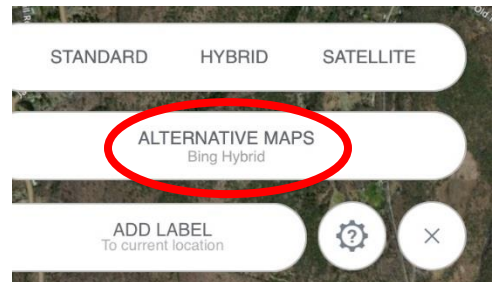 STANDARD HYBRID SATELLITE
ALTERNATIVE MAPS
Bing Hybrid
ADD LABEL
To current location
?